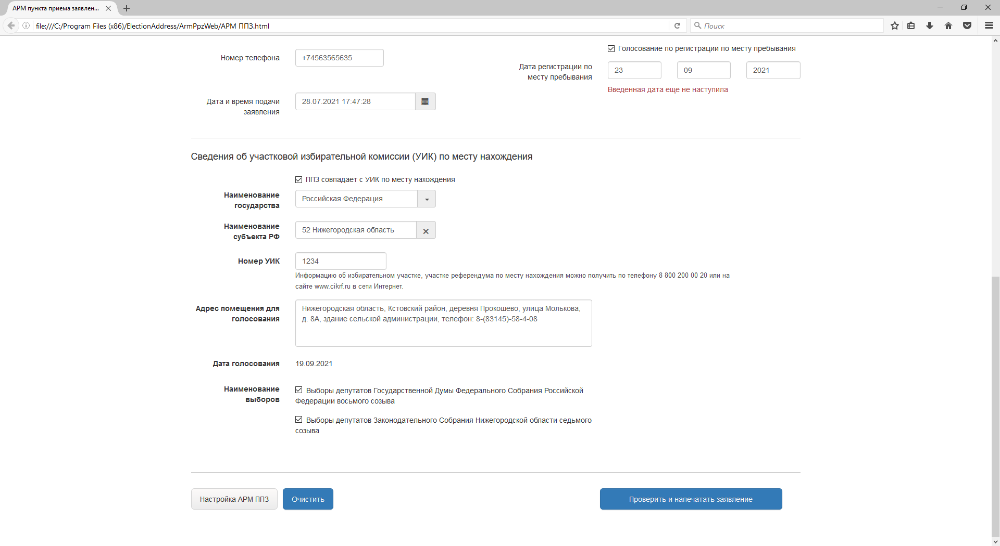 АРМ пункта приема заявлен...
file:///C:/Program Files (x86)/ElectionAddress/ArmPpzWeb/АРМ ППЗ.html
Поиск
Номер телефона
+74563565635
Голосование по регистрации по месту пребывания
Дата регистрации по
месту пребывания
23
09
2021
Введенная дата еще не наступила
Дата и время подачи
заявления
28.07.2021 17:47:28
Сведения об участковой избирательной комиссии (УИК) по месту нахождения
ППЗ совпадает с УИК по месту нахождения
Наименование
государства
Российская Федерация
Наименование
субъекта РФ
52 Нижегородская область
Номер УИК
1234
Информацию об избирательном участке, участке референдума по месту нахождения можно получить по телефону 8 800 200 00 20 или на
сайте www.cikrf.ru в сети Интернет.
Адрес помещения для
голосования
Нижегородская область, Кстовский район, деревня Прокошево, улица Молькова,
д. 8А, здание сельской администрации, телефон: 8-(83145)-58-4-08
Дата голосования
19.09.2021
Наименование
выборов
Выборы депутатов Государственной Думы Федерального Собрания Российской
Федерации восьмого созыва
Выборы депутатов Законодательного Собрания Нижегородской области седьмого
созыва
Настройка АРМ ППЗ
Очистить
Проверить и напечатать заявление